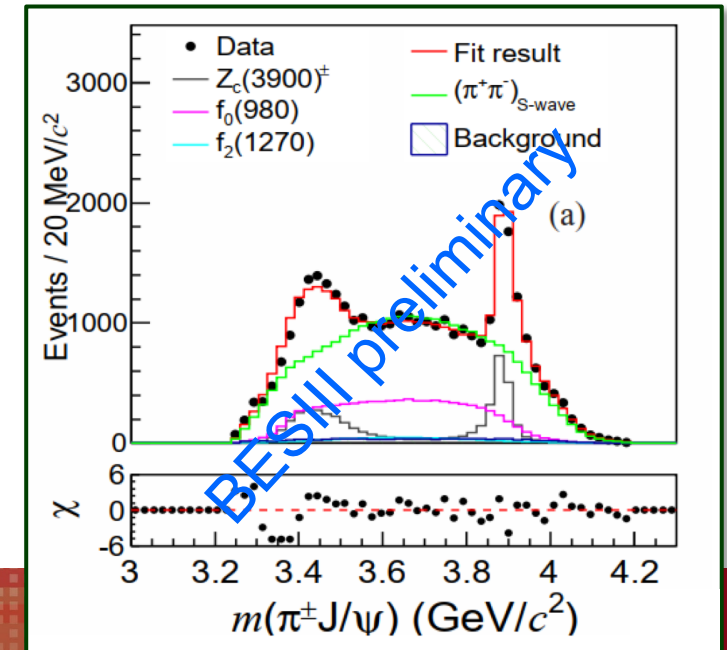 Data
Z_c(3900)^±
f_0(980)
f_2(1270)
Fit result
(π^+π^-)_S-wave
Background
(a)
BESIII preliminary
Events / 20 MeV/c^2
3000
2000
1000
0
χ
6
0
-6
3 3.2 3.4 3.6 3.8 4 4.2
m(π^±J/ψ) (GeV/c^2)